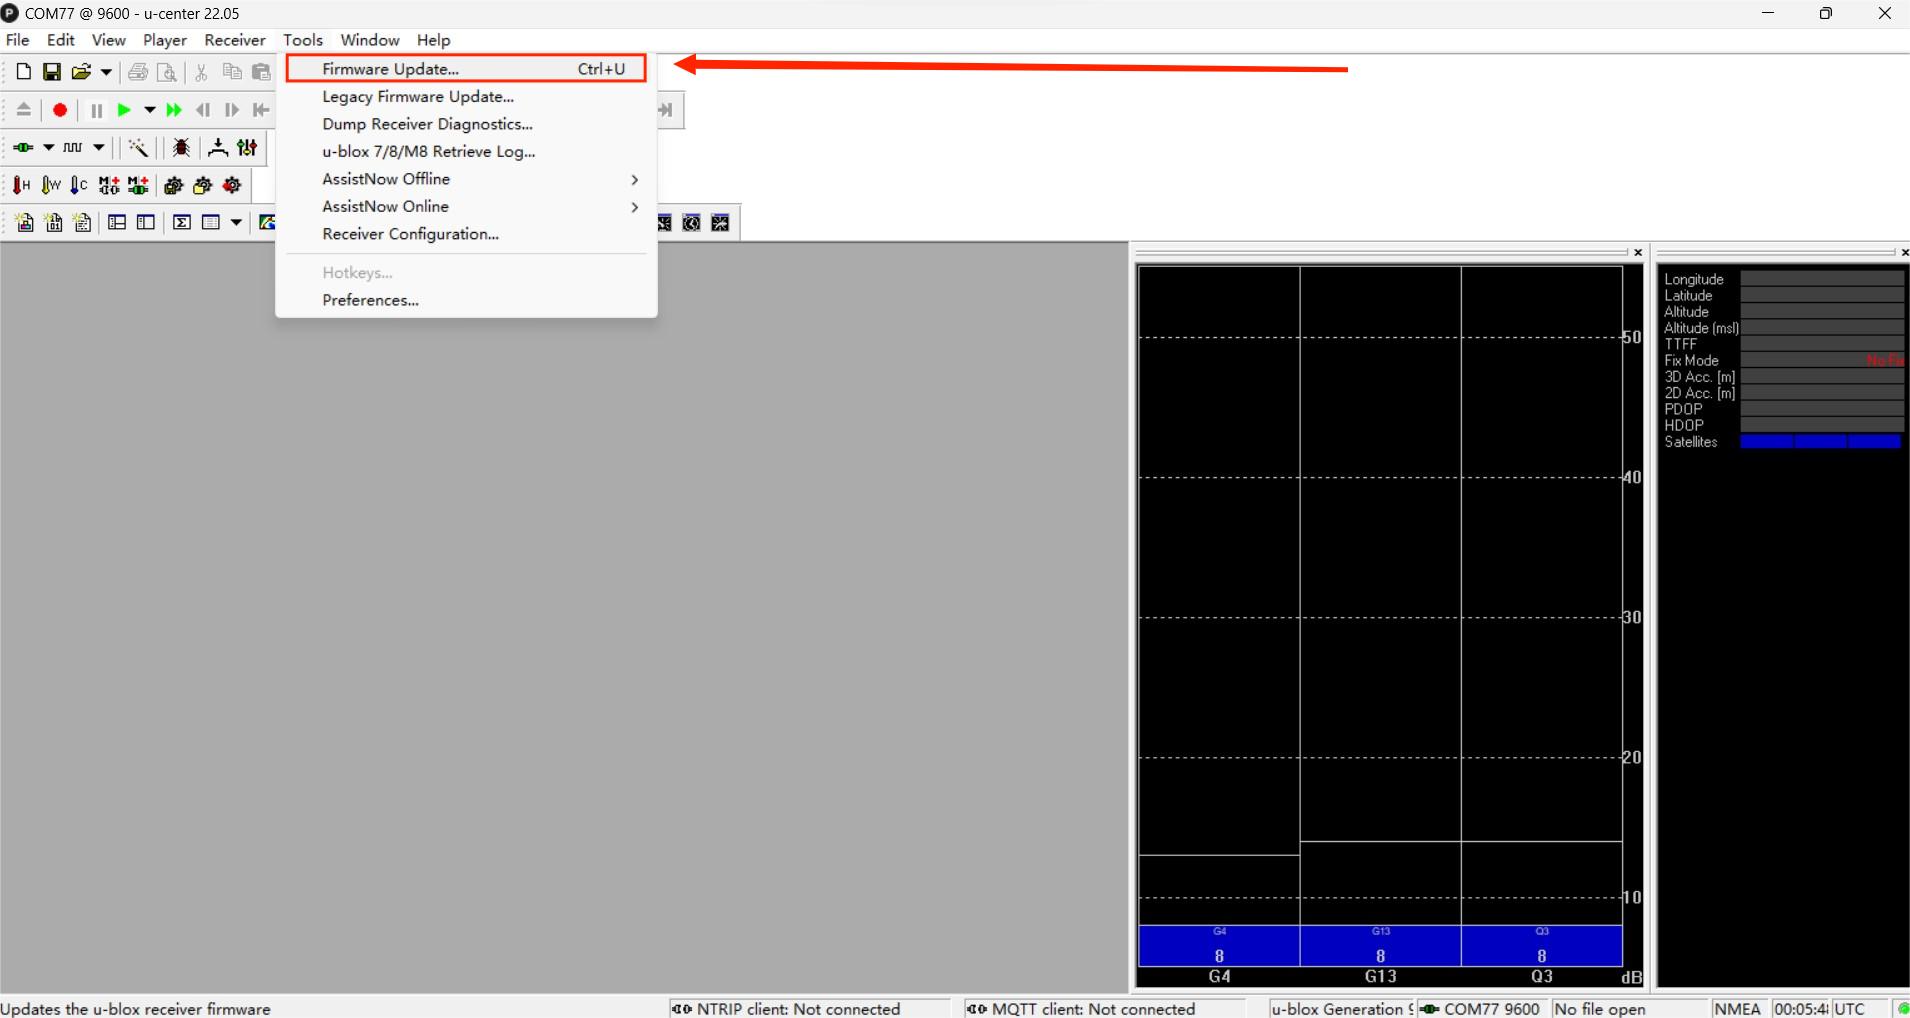 COM77 @ 9600 - u-center 22.05
File Edit View Player Receiver Tools Window Help
Firmware Update... Ctrl+U
Legacy Firmware Update...
Dump Receiver Diagnostics...
u-blox 7/8/M8 Retrieve Log...
AssistNow Offline
AssistNow Online
Receiver Configuration...
Hotkeys...
Preferences...
H W C M+ M+
50
40
30
20
10
G4 G13 Q3
8 8 8
G4 G13 Q3 dB
Longitude
Latitude
Altitude
Altitude (msl)
TTFF
Fix Mode No Fix
3D Acc. [m]
2D Acc. [m]
PDOP
HDOP
Satellites
Updates the u-blox receiver firmware NTRIP client: Not connected MQTT client: Not connected u-blox Generation 9 COM77 9600 No file open NMEA 00:05:4 UTC